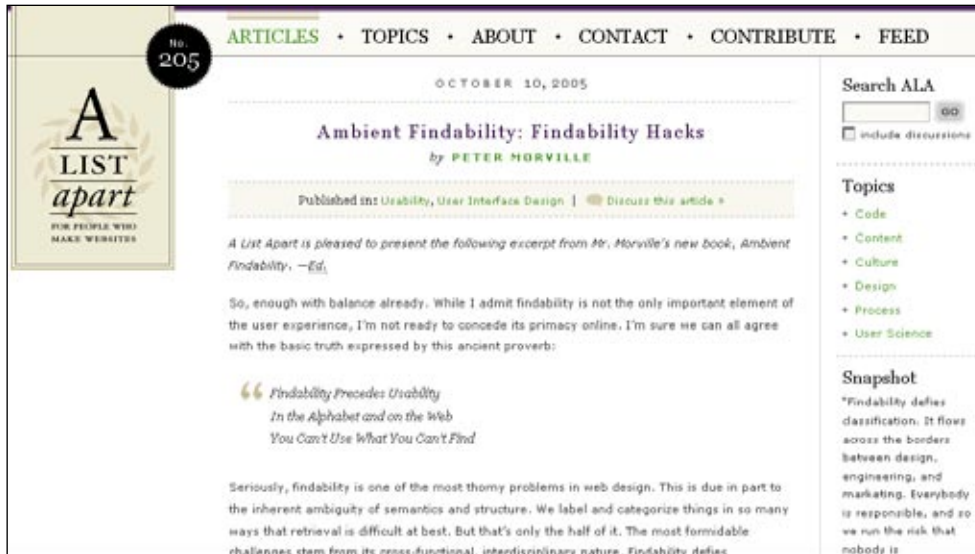 No.
205
A
LIST
apart
FOR PEOPLE WHO
MAKE WEBSITES
ARTICLES • TOPICS • ABOUT • CONTACT • CONTRIBUTE • FEED
OCTOBER 10, 2005
Ambient Findability: Findability Hacks
by PETER MORVILLE
Published in: Usability, User Interface Design | Discuss this article »
A List Apart is pleased to present the following excerpt from Mr. Morville's new book, Ambient
Findability. —Ed.
So, enough with balance already. While I admit findability is not the only important element of
the user experience, I'm not ready to concede its primacy online. I'm sure we can all agree
with the basic truth expressed by this ancient proverb:
“ Findability Precedes Usability
In the Alphabet and on the Web
You Can't Use What You Can't Find
Seriously, findability is one of the most thorny problems in web design. This is due in part to
the inherent ambiguity of semantics and structure. We label and categorize things in so many
ways that retrieval is difficult at best. But that's only the half of it. The most formidable
challenges stem from its cross-functional, interdisciplinary nature. Findability defies
Search ALA
GO
include discussions
Topics
+ Code
+ Content
+ Culture
+ Design
+ Process
+ User Science
Snapshot
"Findability defies
classification. It flows
across the borders
between design,
engineering, and
marketing. Everybody
is responsible, and so
we run the risk that
nobody is